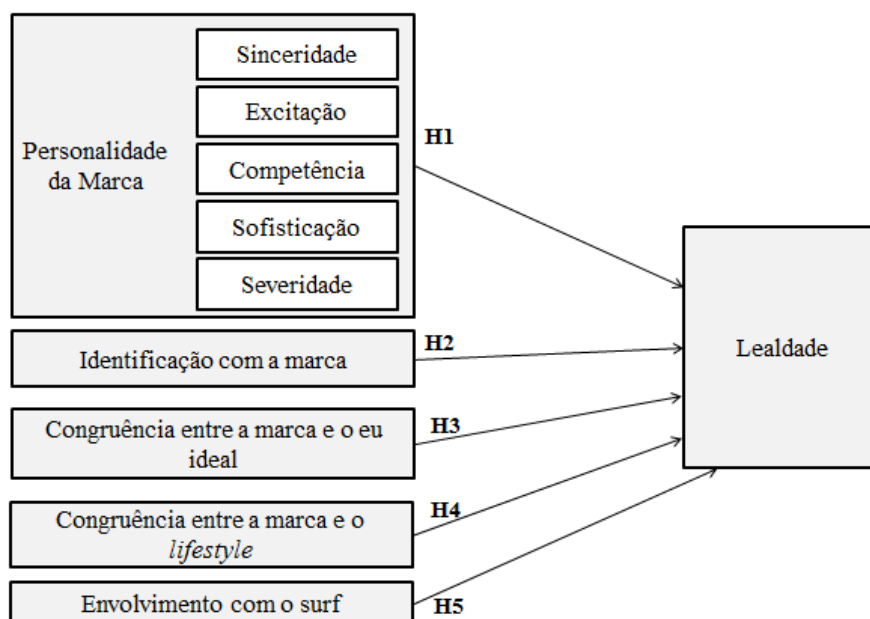 Sinceridade
Excitação
H1
Personalidade
da Marca
Competência
Sofisticação
Severidade
H2
Identificação com a marca
Lealdade
H3
Congruência entre a marca e o eu
ideal
H4
Congruência entre a marca e o
lifestyle
Envolvimento com o surf
H5